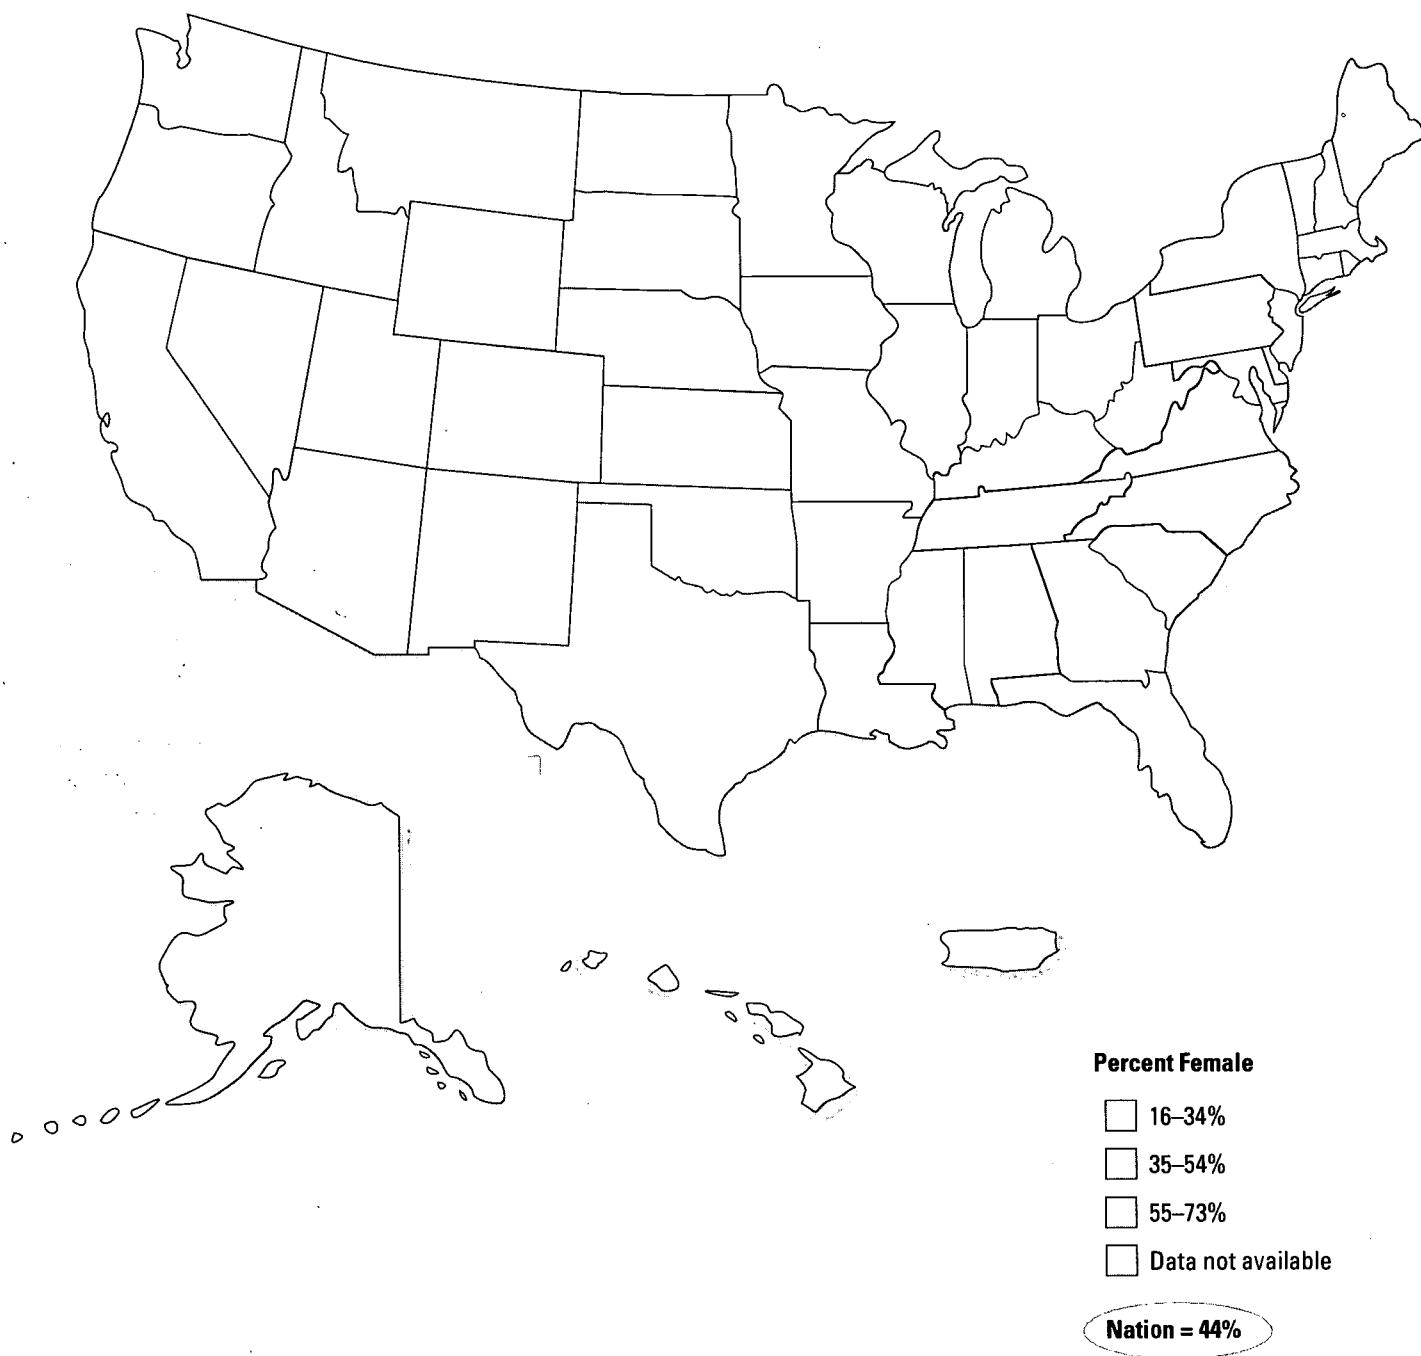 Percent Female
16–34%
35–54%
55–73%
Data not available
Nation = 44%